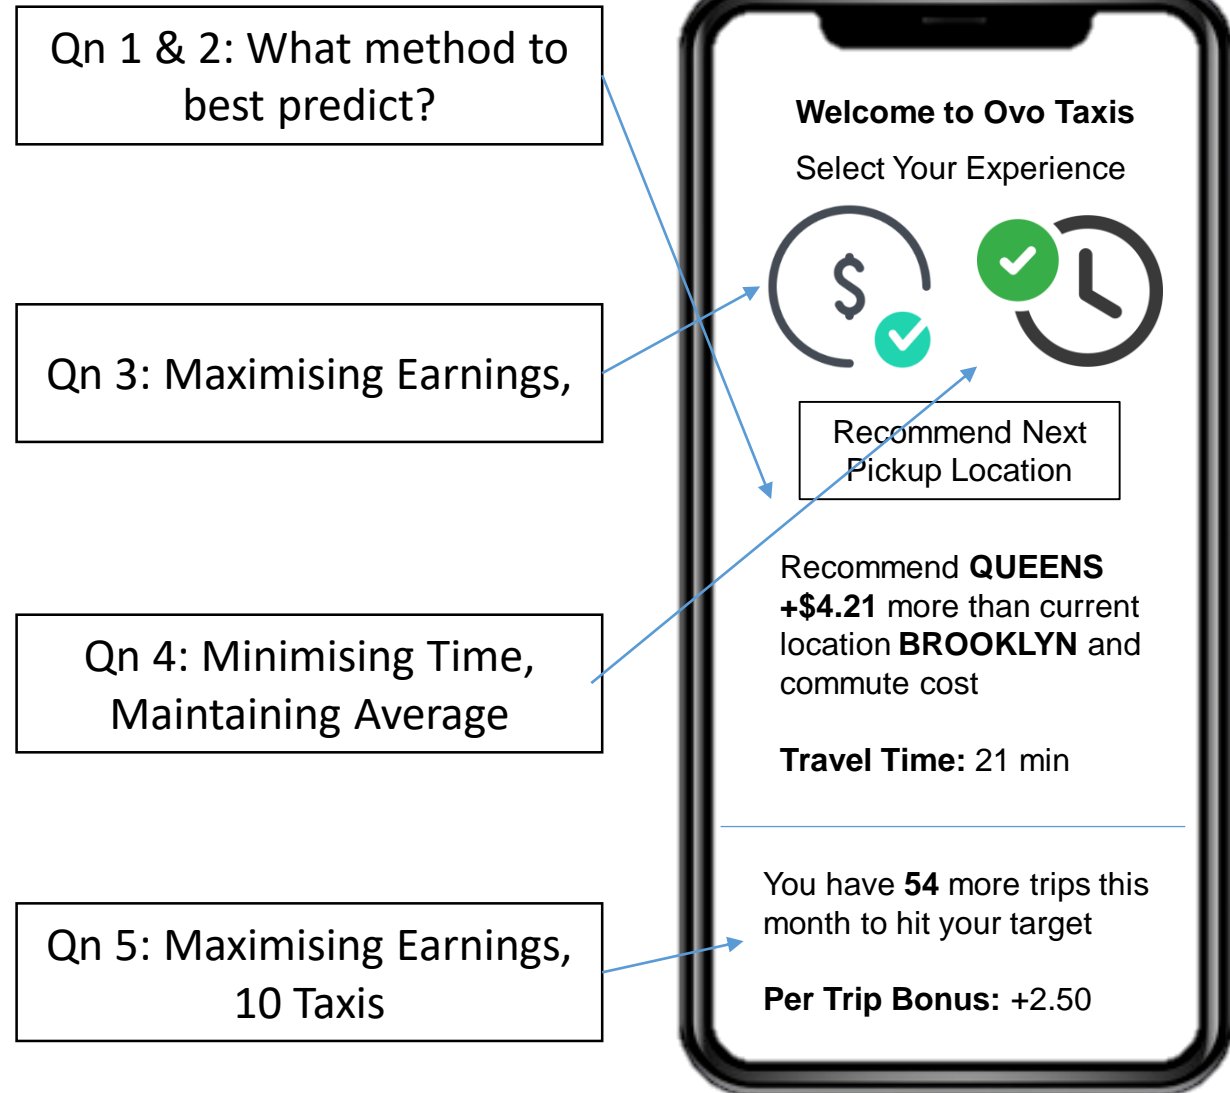 Qn 1 & 2: What method to
best predict?
Qn 3: Maximising Earnings,
Qn 4: Minimising Time,
Maintaining Average
Qn 5: Maximising Earnings,
10 Taxis
Welcome to Ovo Taxis
Select Your Experience
$
Recommend Next
Pickup Location
Recommend QUEENS
+$4.21 more than current
location BROOKLYN and
commute cost
Travel Time: 21 min
You have 54 more trips this
month to hit your target
Per Trip Bonus: +2.50